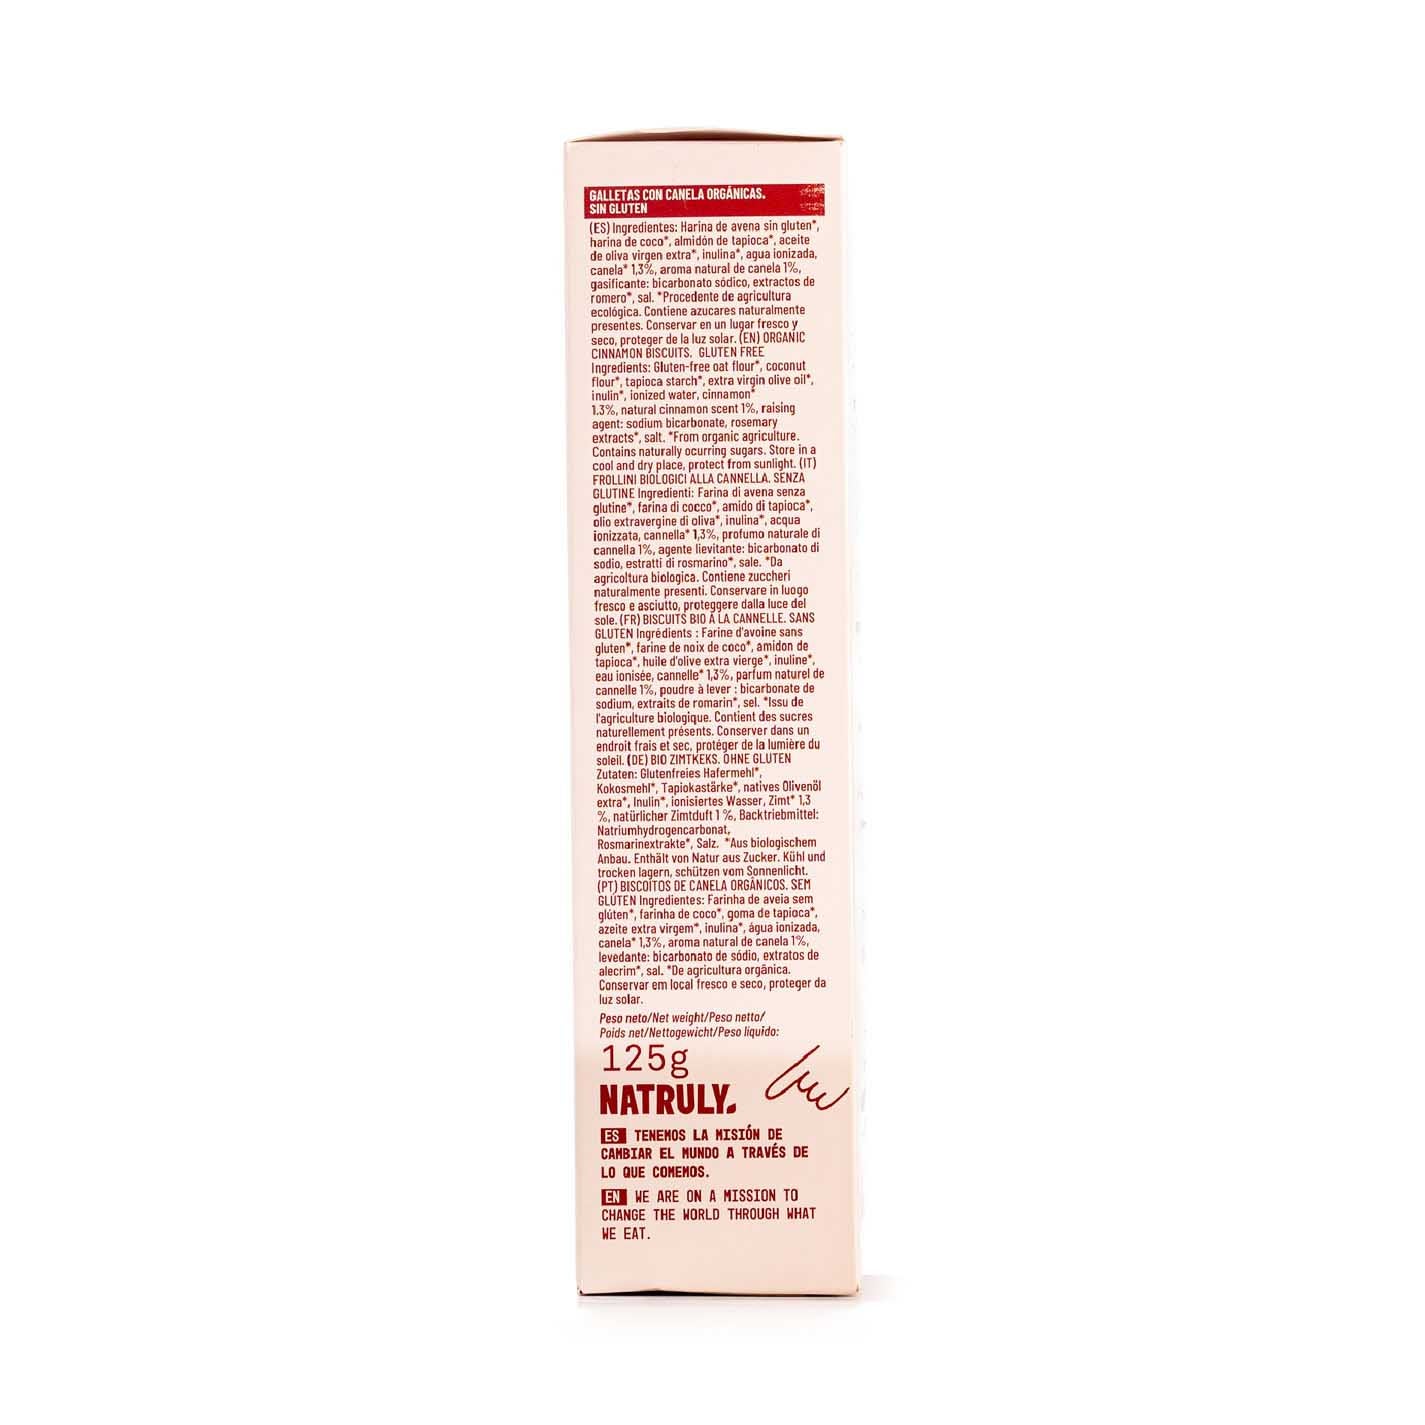 GALLETAS CON CANELA ORGÁNICAS.
SIN GLUTEN
(ES) Ingredientes: Harina de avena sin gluten*,
harina de coco*, almidón de tapioca*, aceite
de oliva virgen extra*, inulina*, agua ionizada,
canela* 1,3%, aroma natural de canela 1%,
gasificante: bicarbonato sódico, extractos de
romero*, sal. *Procedente de agricultura
ecológica. Contiene azucares naturalmente
presentes. Conservar en un lugar fresco y
seco, proteger de la luz solar. (EN) ORGANIC
CINNAMON BISCUITS. GLUTEN FREE
Ingredients: Gluten-free oat flour*, coconut
flour*, tapioca starch*, extra virgin olive oil*,
inulin*, ionized water, cinnamon*
1.3%, natural cinnamon scent 1%, raising
agent: sodium bicarbonate, rosemary
extracts*, salt. *From organic agriculture.
Contains naturally ocurring sugars. Store in a
cool and dry place, protect from sunlight. (IT)
FROLLINI BIOLOGICI ALLA CANNELLA. SENZA
GLUTINE Ingredienti: Farina di avena senza
glutine*, farina di cocco*, amido di tapioca*,
olio extravergine di oliva*, inulina*, acqua
ionizzata, cannella* 1,3%, profumo naturale di
cannella 1%, agente lievitante: bicarbonato di
sodio, estratti di rosmarino*, sale. *Da
agricoltura biologica. Contiene zuccheri
naturalmente presenti. Conservare in luogo
fresco e asciutto, proteggere dalla luce del
sole. (FR) BISCUITS BIO À LA CANNELLE. SANS
GLUTEN Ingrédients : Farine d'avoine sans
gluten*, farine de noix de coco*, amidon de
tapioca*, huile d'olive extra vierge*, inuline*,
eau ionisée, cannelle* 1,3%, parfum naturel de
cannelle 1%, poudre à lever : bicarbonate de
sodium, extraits de romarin*, sel. *Issu de
l'agriculture biologique. Contient des sucres
naturellement présents. Conserver dans un
endroit frais et sec, protéger de la lumière du
soleil. (DE) BIO ZIMTKEKS. OHNE GLUTEN
Zutaten: Glutenfreies Hafermehl*,
Kokosmehl*, Tapiokastärke*, natives Olivenöl
extra*, Inulin*, ionisiertes Wasser, Zimt* 1,3
%, natürlicher Zimtduft 1 %, Backtriebmittel:
Natriumhydrogencarbonat,
Rosmarinextrakte*, Salz. *Aus biologischem
Anbau. Enthält von Natur aus Zucker. Kühl und
trocken lagern, schützen vom Sonnenlicht.
(PT) BISCOITOS DE CANELA ORGÂNICOS. SEM
GLÚTEN Ingredientes: Farinha de aveia sem
glúten*, farinha de coco*, goma de tapioca*,
azeite extra virgem*, inulina*, água ionizada,
canela* 1,3%, aroma natural de canela 1%,
levedante: bicarbonato de sódio, extratos de
alecrim*, sal. *De agricultura orgânica.
Conservar em local fresco e seco, proteger da
luz solar.
Peso neto/Net weight/Peso netto/
Poids net/Nettogewicht/Peso líquido:
125g
NATRULY.
ES TENEMOS LA MISIÓN DE
CAMBIAR EL MUNDO A TRAVÉS DE
LO QUE COMEMOS.
EN WE ARE ON A MISSION TO
CHANGE THE WORLD THROUGH WHAT
WE EAT.